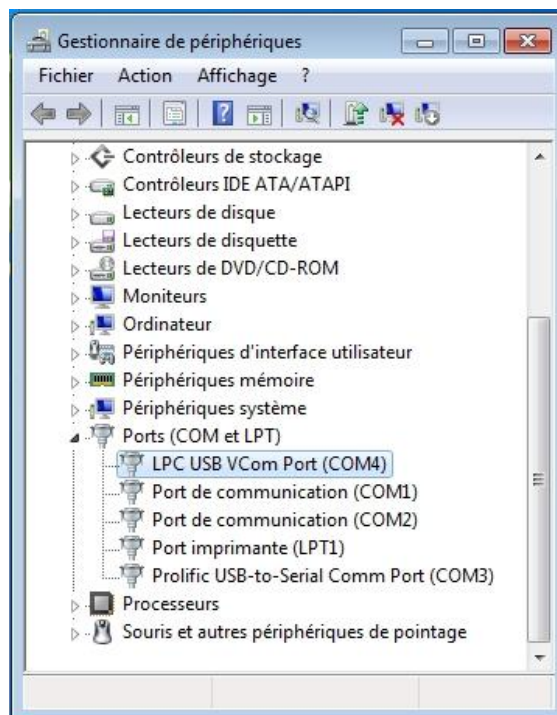 Gestionnaire de périphériques
Fichier Action Affichage ?
Contrôleurs de stockage
Contrôleurs IDE ATA/ATAPI
Lecteurs de disque
Lecteurs de disquette
Lecteurs de DVD/CD-ROM
Moniteurs
Ordinateur
Périphériques d'interface utilisateur
Périphériques mémoire
Périphériques système
Ports (COM et LPT)
LPC USB VCom Port (COM4)
Port de communication (COM1)
Port de communication (COM2)
Port imprimante (LPT1)
Prolific USB-to-Serial Comm Port (COM3)
Processeurs
Souris et autres périphériques de pointage